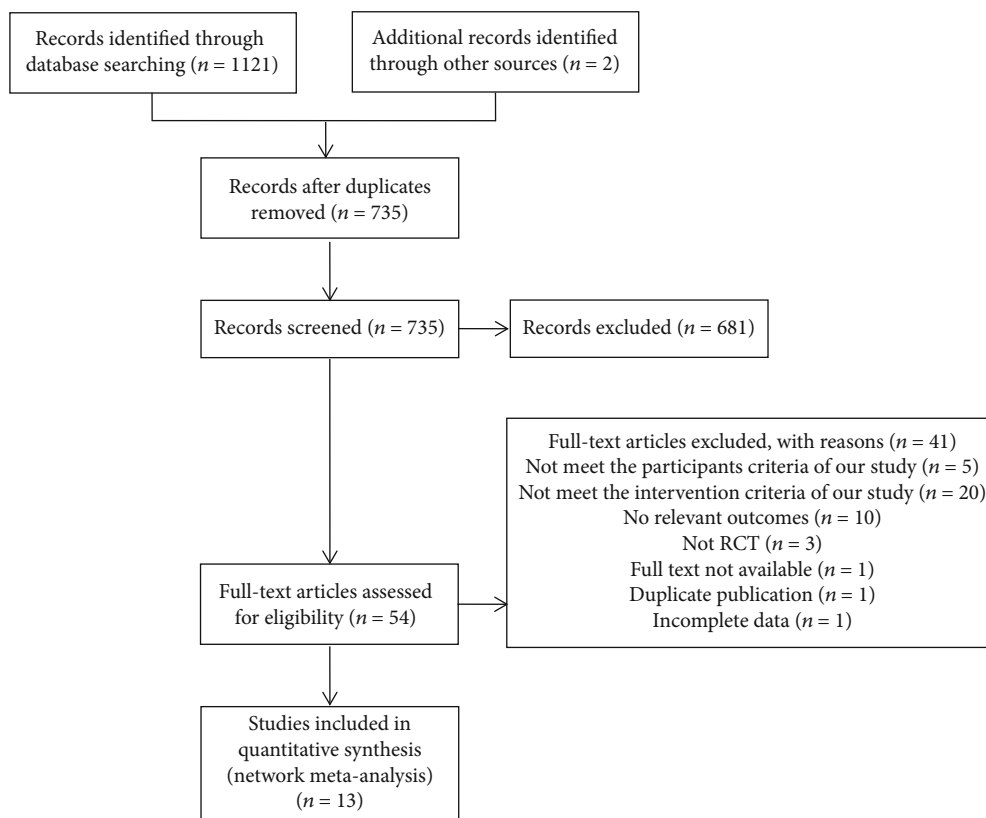 Records identified through
database searching (n = 1121)
Additional records identified
through other sources (n = 2)
Records after duplicates
removed (n = 735)
Records screened (n = 735)
Records excluded (n = 681)
Full-text articles assessed
for eligibility (n = 54)
Full-text articles excluded, with reasons (n = 41)
Not meet the participants criteria of our study (n = 5)
Not meet the intervention criteria of our study (n = 20)
No relevant outcomes (n = 10)
Not RCT (n = 3)
Full text not available (n = 1)
Duplicate publication (n = 1)
Incomplete data (n = 1)
Studies included in
quantitative synthesis
(network meta-analysis)
(n = 13)